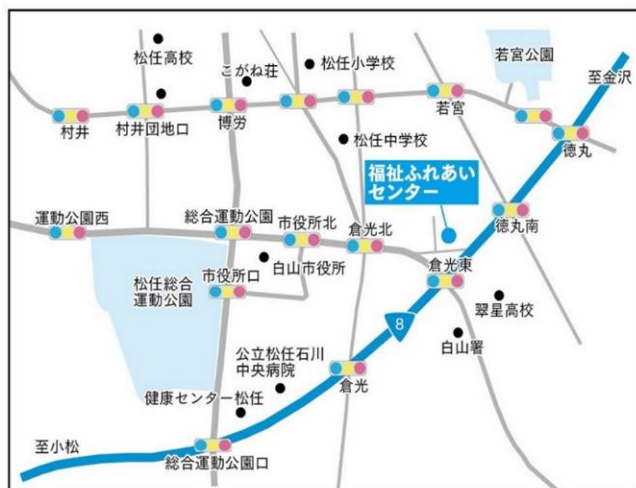 松任高校
こがね荘
松任小学校
若宮公園
至金沢
村井
村井団地口
博労
若宮
松任中学校
徳丸
福祉ふれあい
センター
運動公園西
総合運動公園
市役所北
倉光北
徳丸南
白山市役所
市役所口
倉光東
松任総合
運動公園
翠星高校
8
白山署
公立松任石川
中央病院
倉光
健康センター松任
至小松
総合運動公園口